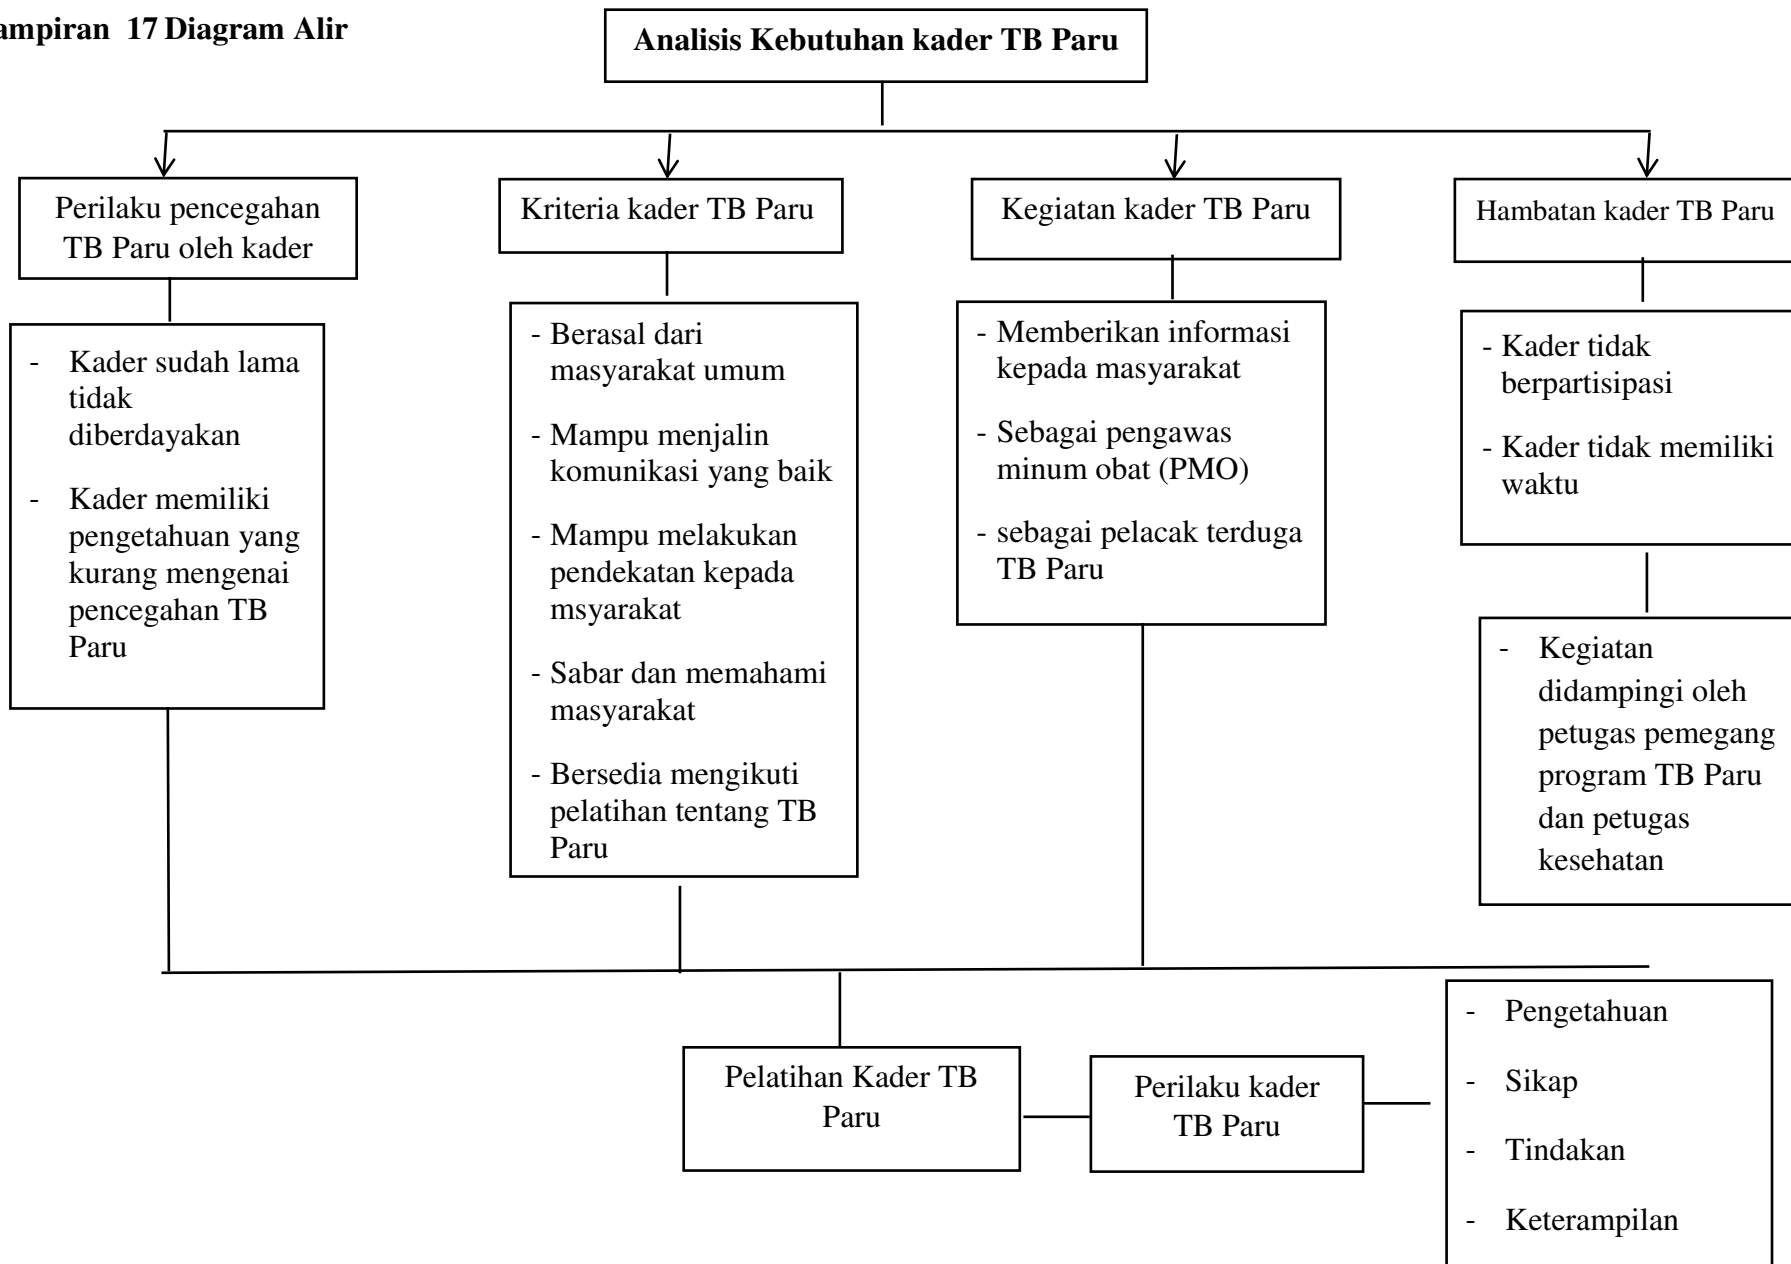 ampiran 17 Diagram Alir
Analisis Kebutuhan kader TB Paru
Perilaku pencegahan
TB Paru oleh kader
Kriteria kader TB Paru
Kegiatan kader TB Paru
Hambatan kader TB Paru
- Kader sudah lama
tidak
diberdayakan
- Kader memiliki
pengetahuan yang
kurang mengenai
pencegahan TB
Paru
- Berasal dari
masyarakat umum
- Mampu menjalin
komunikasi yang baik
- Mampu melakukan
pendekatan kepada
msyarakat
- Sabar dan memahami
masyarakat
- Bersedia mengikuti
pelatihan tentang TB
Paru
- Memberikan informasi
kepada masyarakat
- Sebagai pengawas
minum obat (PMO)
- sebagai pelacak terduga
TB Paru
- Kader tidak
berpartisipasi
- Kader tidak memiliki
waktu
- Kegiatan
didampingi oleh
petugas pemegang
program TB Paru
dan petugas
kesehatan
Pelatihan Kader TB
Paru
Perilaku kader
TB Paru
- Pengetahuan
- Sikap
- Tindakan
- Keterampilan